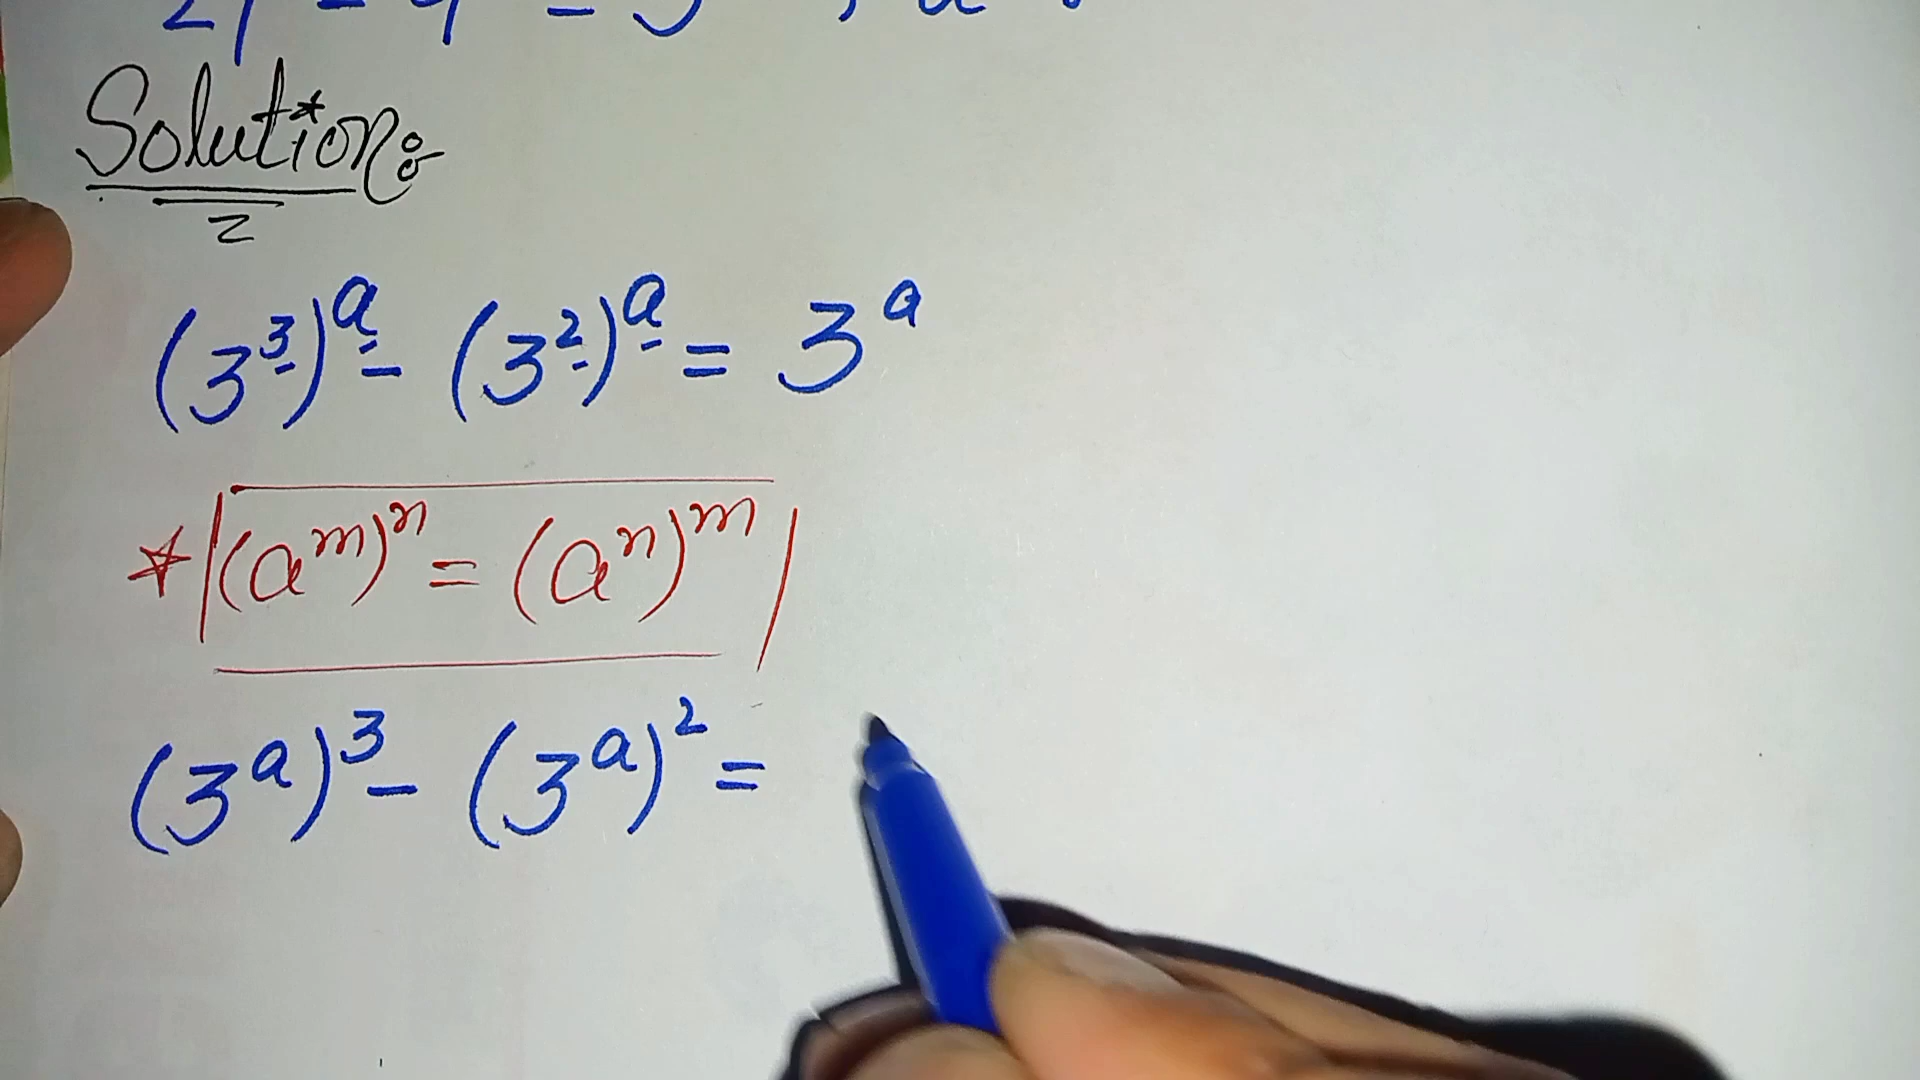 Solution:
(3³)ᵃ - (3²)ᵃ = 3ᵃ
*|(aᵐ)ⁿ = (aⁿ)ᵐ|
(3ᵃ)³ - (3ᵃ)² =